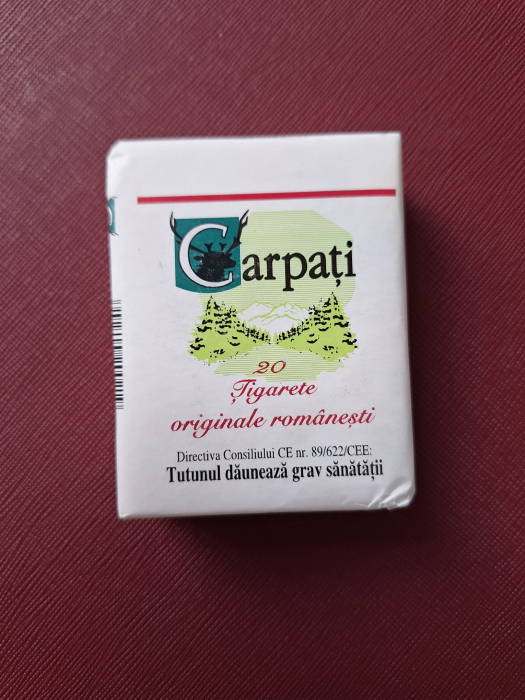 Carpați
20
Țigarete
originale românești
Directiva Consiliului CE nr. 89/622/CEE:
Tutunul dăunează grav sănătății